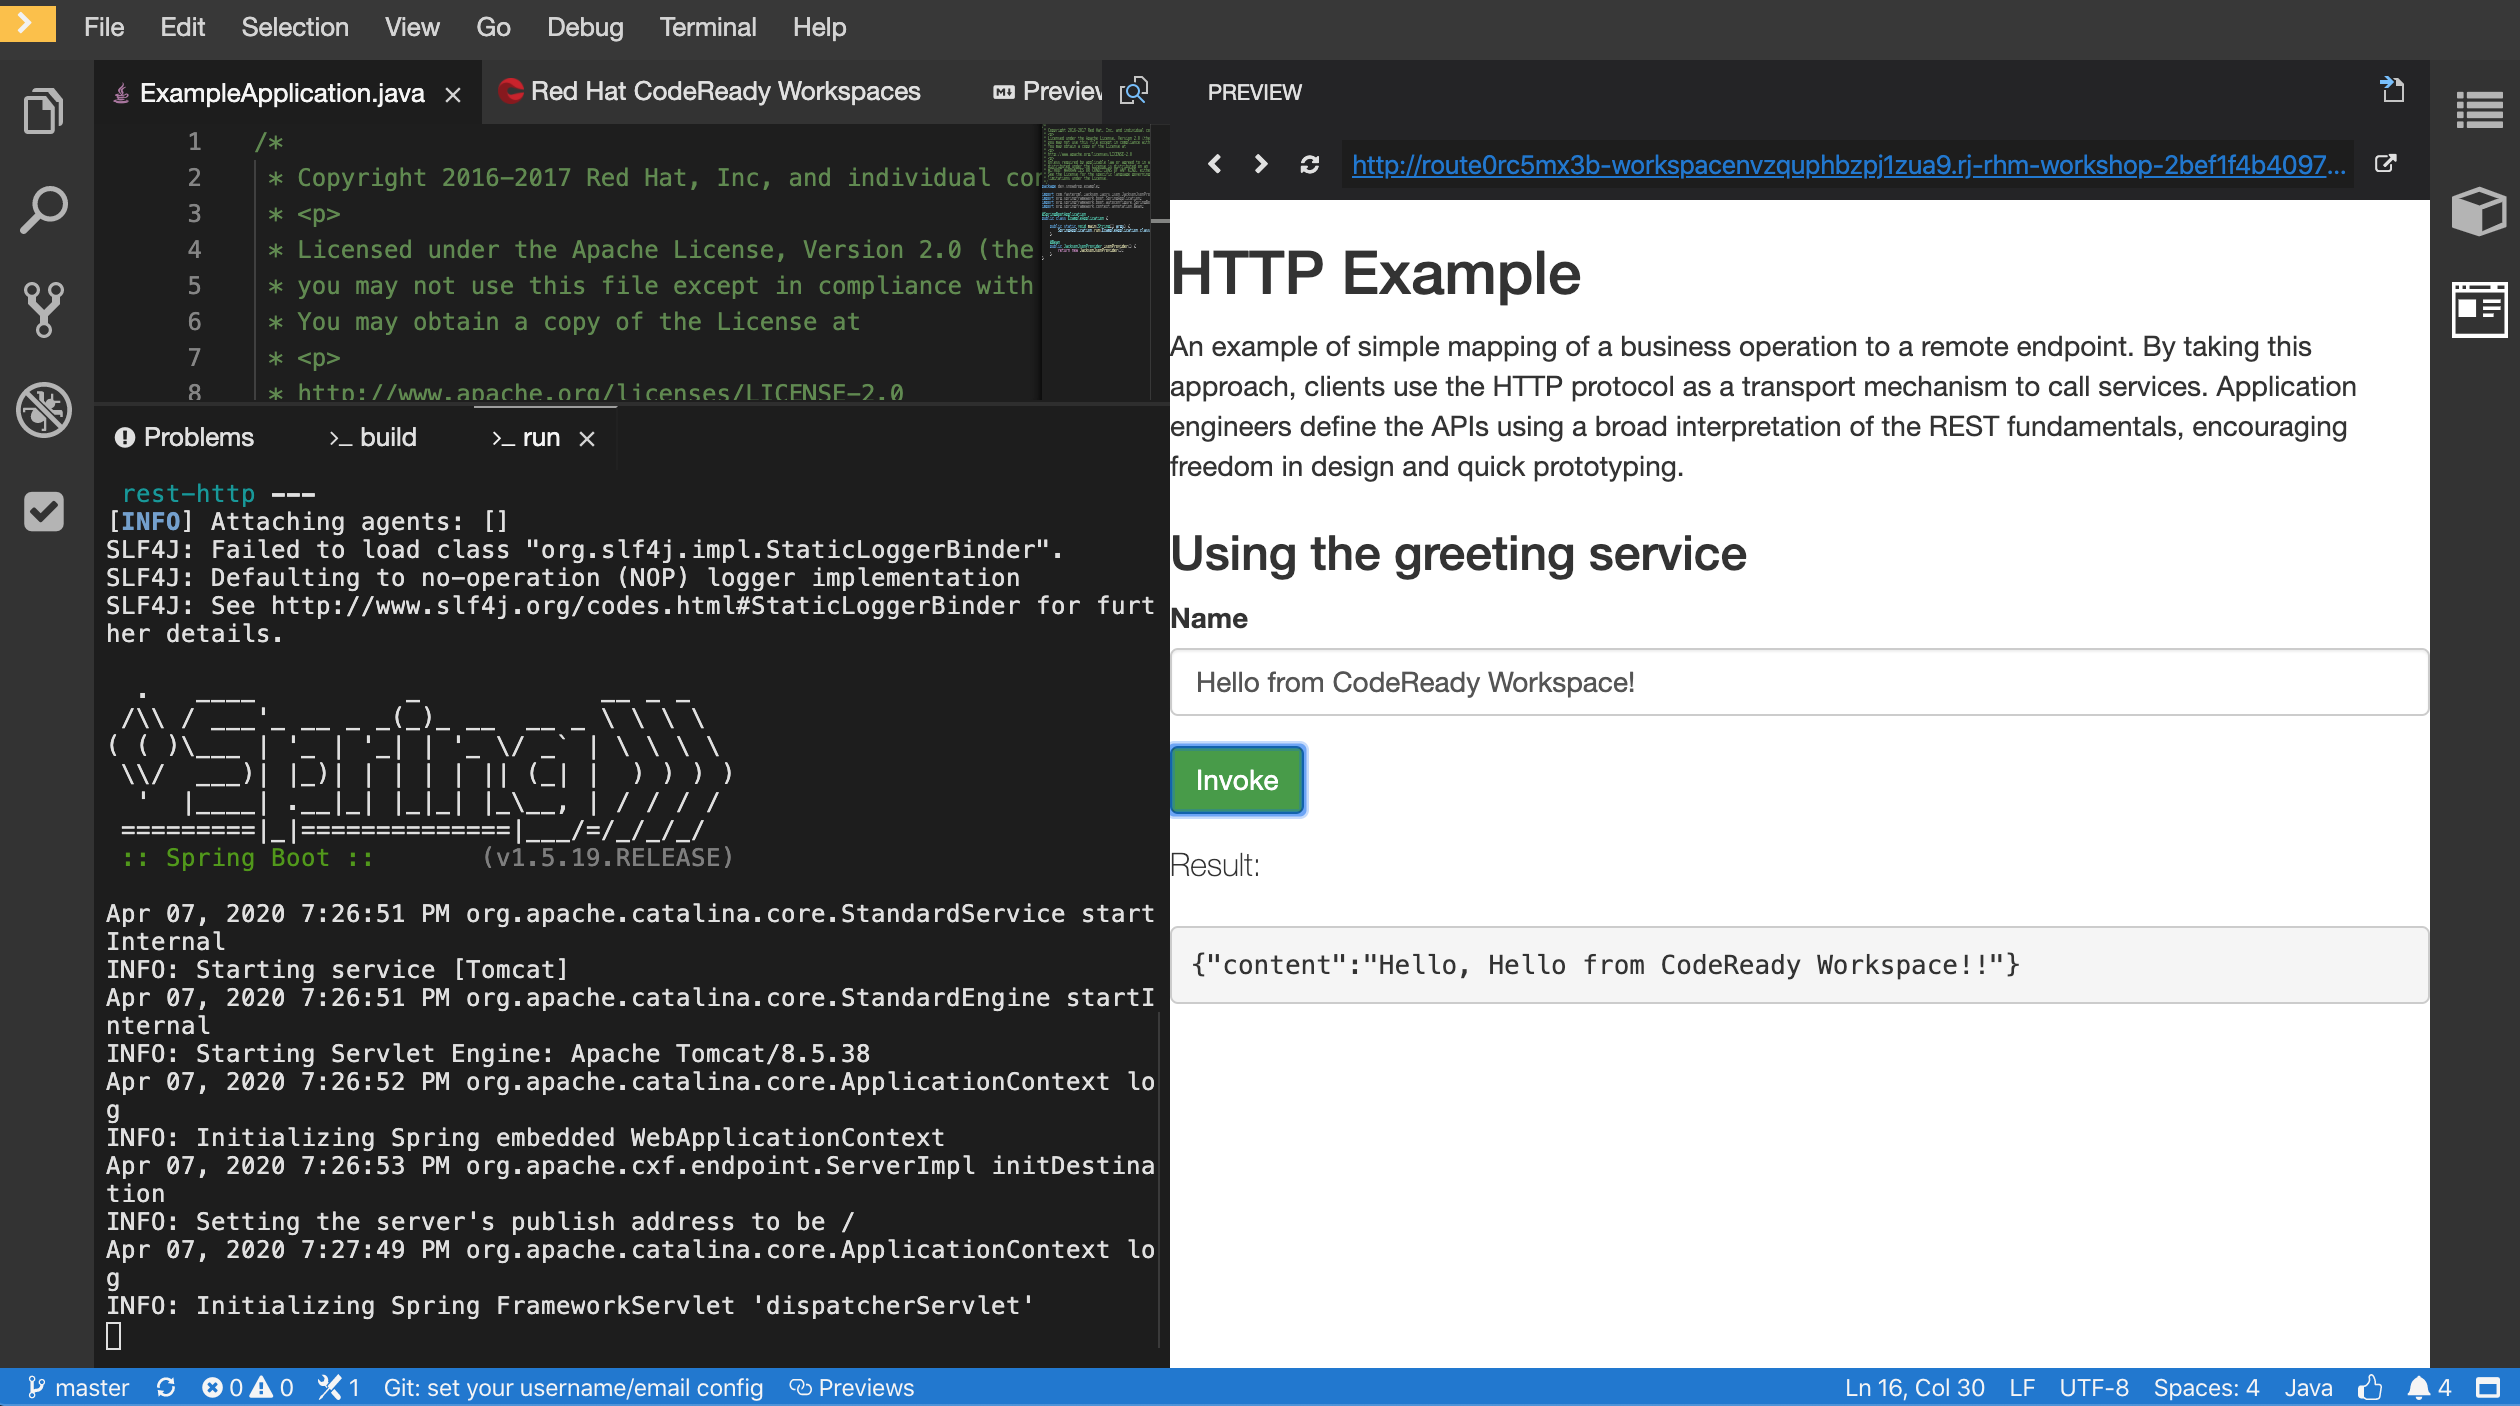 File Edit Selection View Go Debug Terminal Help
ExampleApplication.java Red Hat CodeReady Workspaces Preview
1 /*
2 * Copyright 2016-2017 Red Hat, Inc, and individual
3 * <p>
4 * Licensed under the Apache License, Version 2.0 (the
5 * you may not use this file except in compliance with
6 * You may obtain a copy of the License at
7 * <p>
8 * http://www.apache.org/licenses/LICENSE-2.0
Problems >_ build >_ run
rest-http ---
[INFO] Attaching agents: []
SLF4J: Failed to load class "org.slf4j.impl.StaticLoggerBinder".
SLF4J: Defaulting to no-operation (NOP) logger implementation
SLF4J: See http://www.slf4j.org/codes.html#StaticLoggerBinder for furt
her details.
Spring
:: Spring Boot :: (v1.5.19.RELEASE)
Apr 07, 2020 7:26:51 PM org.apache.catalina.core.StandardService start
Internal
INFO: Starting service [Tomcat]
Apr 07, 2020 7:26:51 PM org.apache.catalina.core.StandardEngine startI
nternal
INFO: Starting Servlet Engine: Apache Tomcat/8.5.38
Apr 07, 2020 7:26:52 PM org.apache.catalina.core.ApplicationContext lo
g
INFO: Initializing Spring embedded WebApplicationContext
Apr 07, 2020 7:26:53 PM org.apache.cxf.endpoint.ServerImpl initDestina
tion
INFO: Setting the server's publish address to be /
Apr 07, 2020 7:27:49 PM org.apache.catalina.core.ApplicationContext lo
g
INFO: Initializing Spring FrameworkServlet 'dispatcherServlet'
PREVIEW
http://route0rc5mx3b-workspacenvzquphbzpj1zua9.rj-rhm-workshop-2bef1f4b4097...
HTTP Example
An example of simple mapping of a business operation to a remote endpoint. By taking this
approach, clients use the HTTP protocol as a transport mechanism to call services. Application
engineers define the APIs using a broad interpretation of the REST fundamentals, encouraging
freedom in design and quick prototyping.
Using the greeting service
Name
Hello from CodeReady Workspace!
Invoke
Result:
{"content":"Hello, Hello from CodeReady Workspace!!"}
master 0 0 1 Git: set your username/email config Previews Ln 16, Col 30 LF UTF-8 Spaces: 4 Java 4